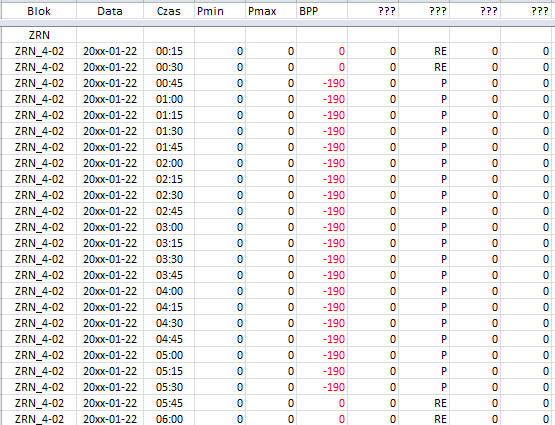 Blok Data Czas Pmin Pmax BPP ??? ??? ??? ???
ZRN
ZRN_4-02 20xx-01-22 00:15 0 0 0 0 RE 0 0
ZRN_4-02 20xx-01-22 00:30 0 0 0 0 RE 0 0
ZRN_4-02 20xx-01-22 00:45 0 0 -190 0 P 0 0
ZRN_4-02 20xx-01-22 01:00 0 0 -190 0 P 0 0
ZRN_4-02 20xx-01-22 01:15 0 0 -190 0 P 0 0
ZRN_4-02 20xx-01-22 01:30 0 0 -190 0 P 0 0
ZRN_4-02 20xx-01-22 01:45 0 0 -190 0 P 0 0
ZRN_4-02 20xx-01-22 02:00 0 0 -190 0 P 0 0
ZRN_4-02 20xx-01-22 02:15 0 0 -190 0 P 0 0
ZRN_4-02 20xx-01-22 02:30 0 0 -190 0 P 0 0
ZRN_4-02 20xx-01-22 02:45 0 0 -190 0 P 0 0
ZRN_4-02 20xx-01-22 03:00 0 0 -190 0 P 0 0
ZRN_4-02 20xx-01-22 03:15 0 0 -190 0 P 0 0
ZRN_4-02 20xx-01-22 03:30 0 0 -190 0 P 0 0
ZRN_4-02 20xx-01-22 03:45 0 0 -190 0 P 0 0
ZRN_4-02 20xx-01-22 04:00 0 0 -190 0 P 0 0
ZRN_4-02 20xx-01-22 04:15 0 0 -190 0 P 0 0
ZRN_4-02 20xx-01-22 04:30 0 0 -190 0 P 0 0
ZRN_4-02 20xx-01-22 04:45 0 0 -190 0 P 0 0
ZRN_4-02 20xx-01-22 05:00 0 0 -190 0 P 0 0
ZRN_4-02 20xx-01-22 05:15 0 0 -190 0 P 0 0
ZRN_4-02 20xx-01-22 05:30 0 0 -190 0 P 0 0
ZRN_4-02 20xx-01-22 05:45 0 0 0 0 RE 0 0
ZRN_4-02 20xx-01-22 06:00 0 0 0 0 RE 0 0